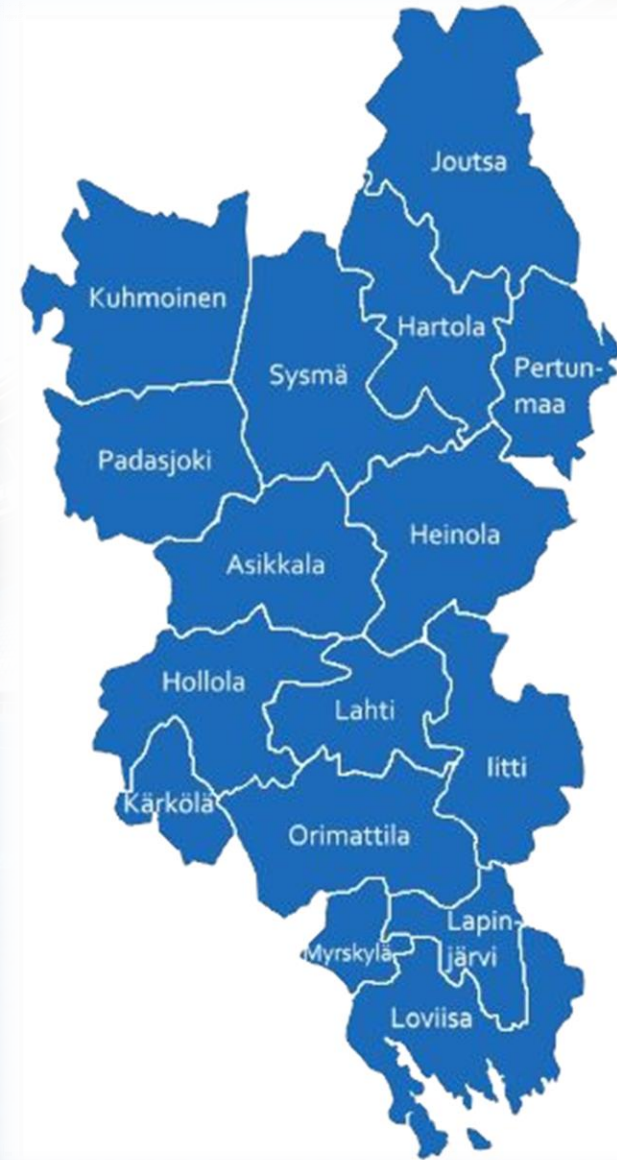 Joutsa
Kuhmoinen
Hartola
Sysmä
Pertun-
maa
Padasjoki
Heinola
Asikkala
Hollola
Lahti
Iitti
Kärkölä
Orimattila
Lapin-
järvi
Myrskylä
Loviisa